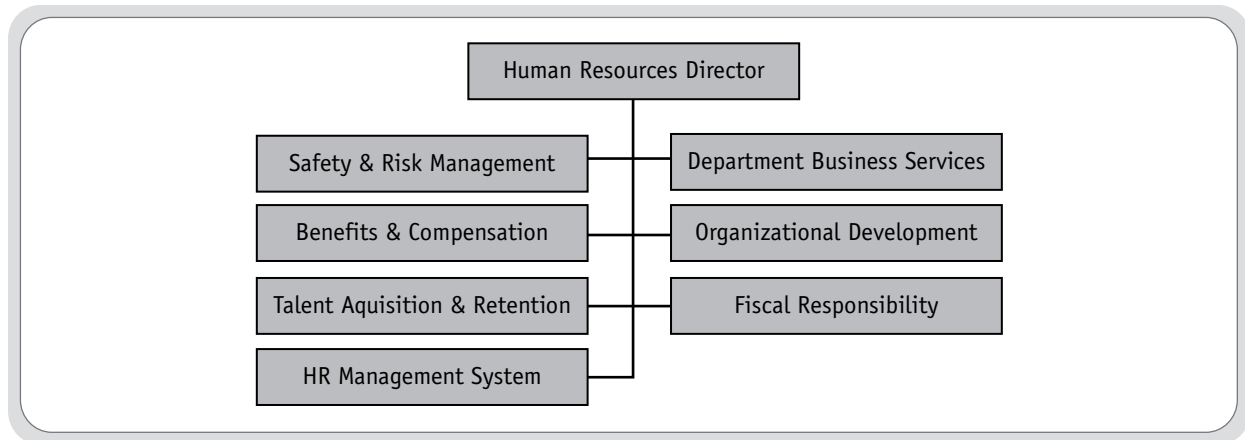 Human Resources Director
Safety & Risk Management
Department Business Services
Benefits & Compensation
Organizational Development
Talent Aquisition & Retention
Fiscal Responsibility
HR Management System